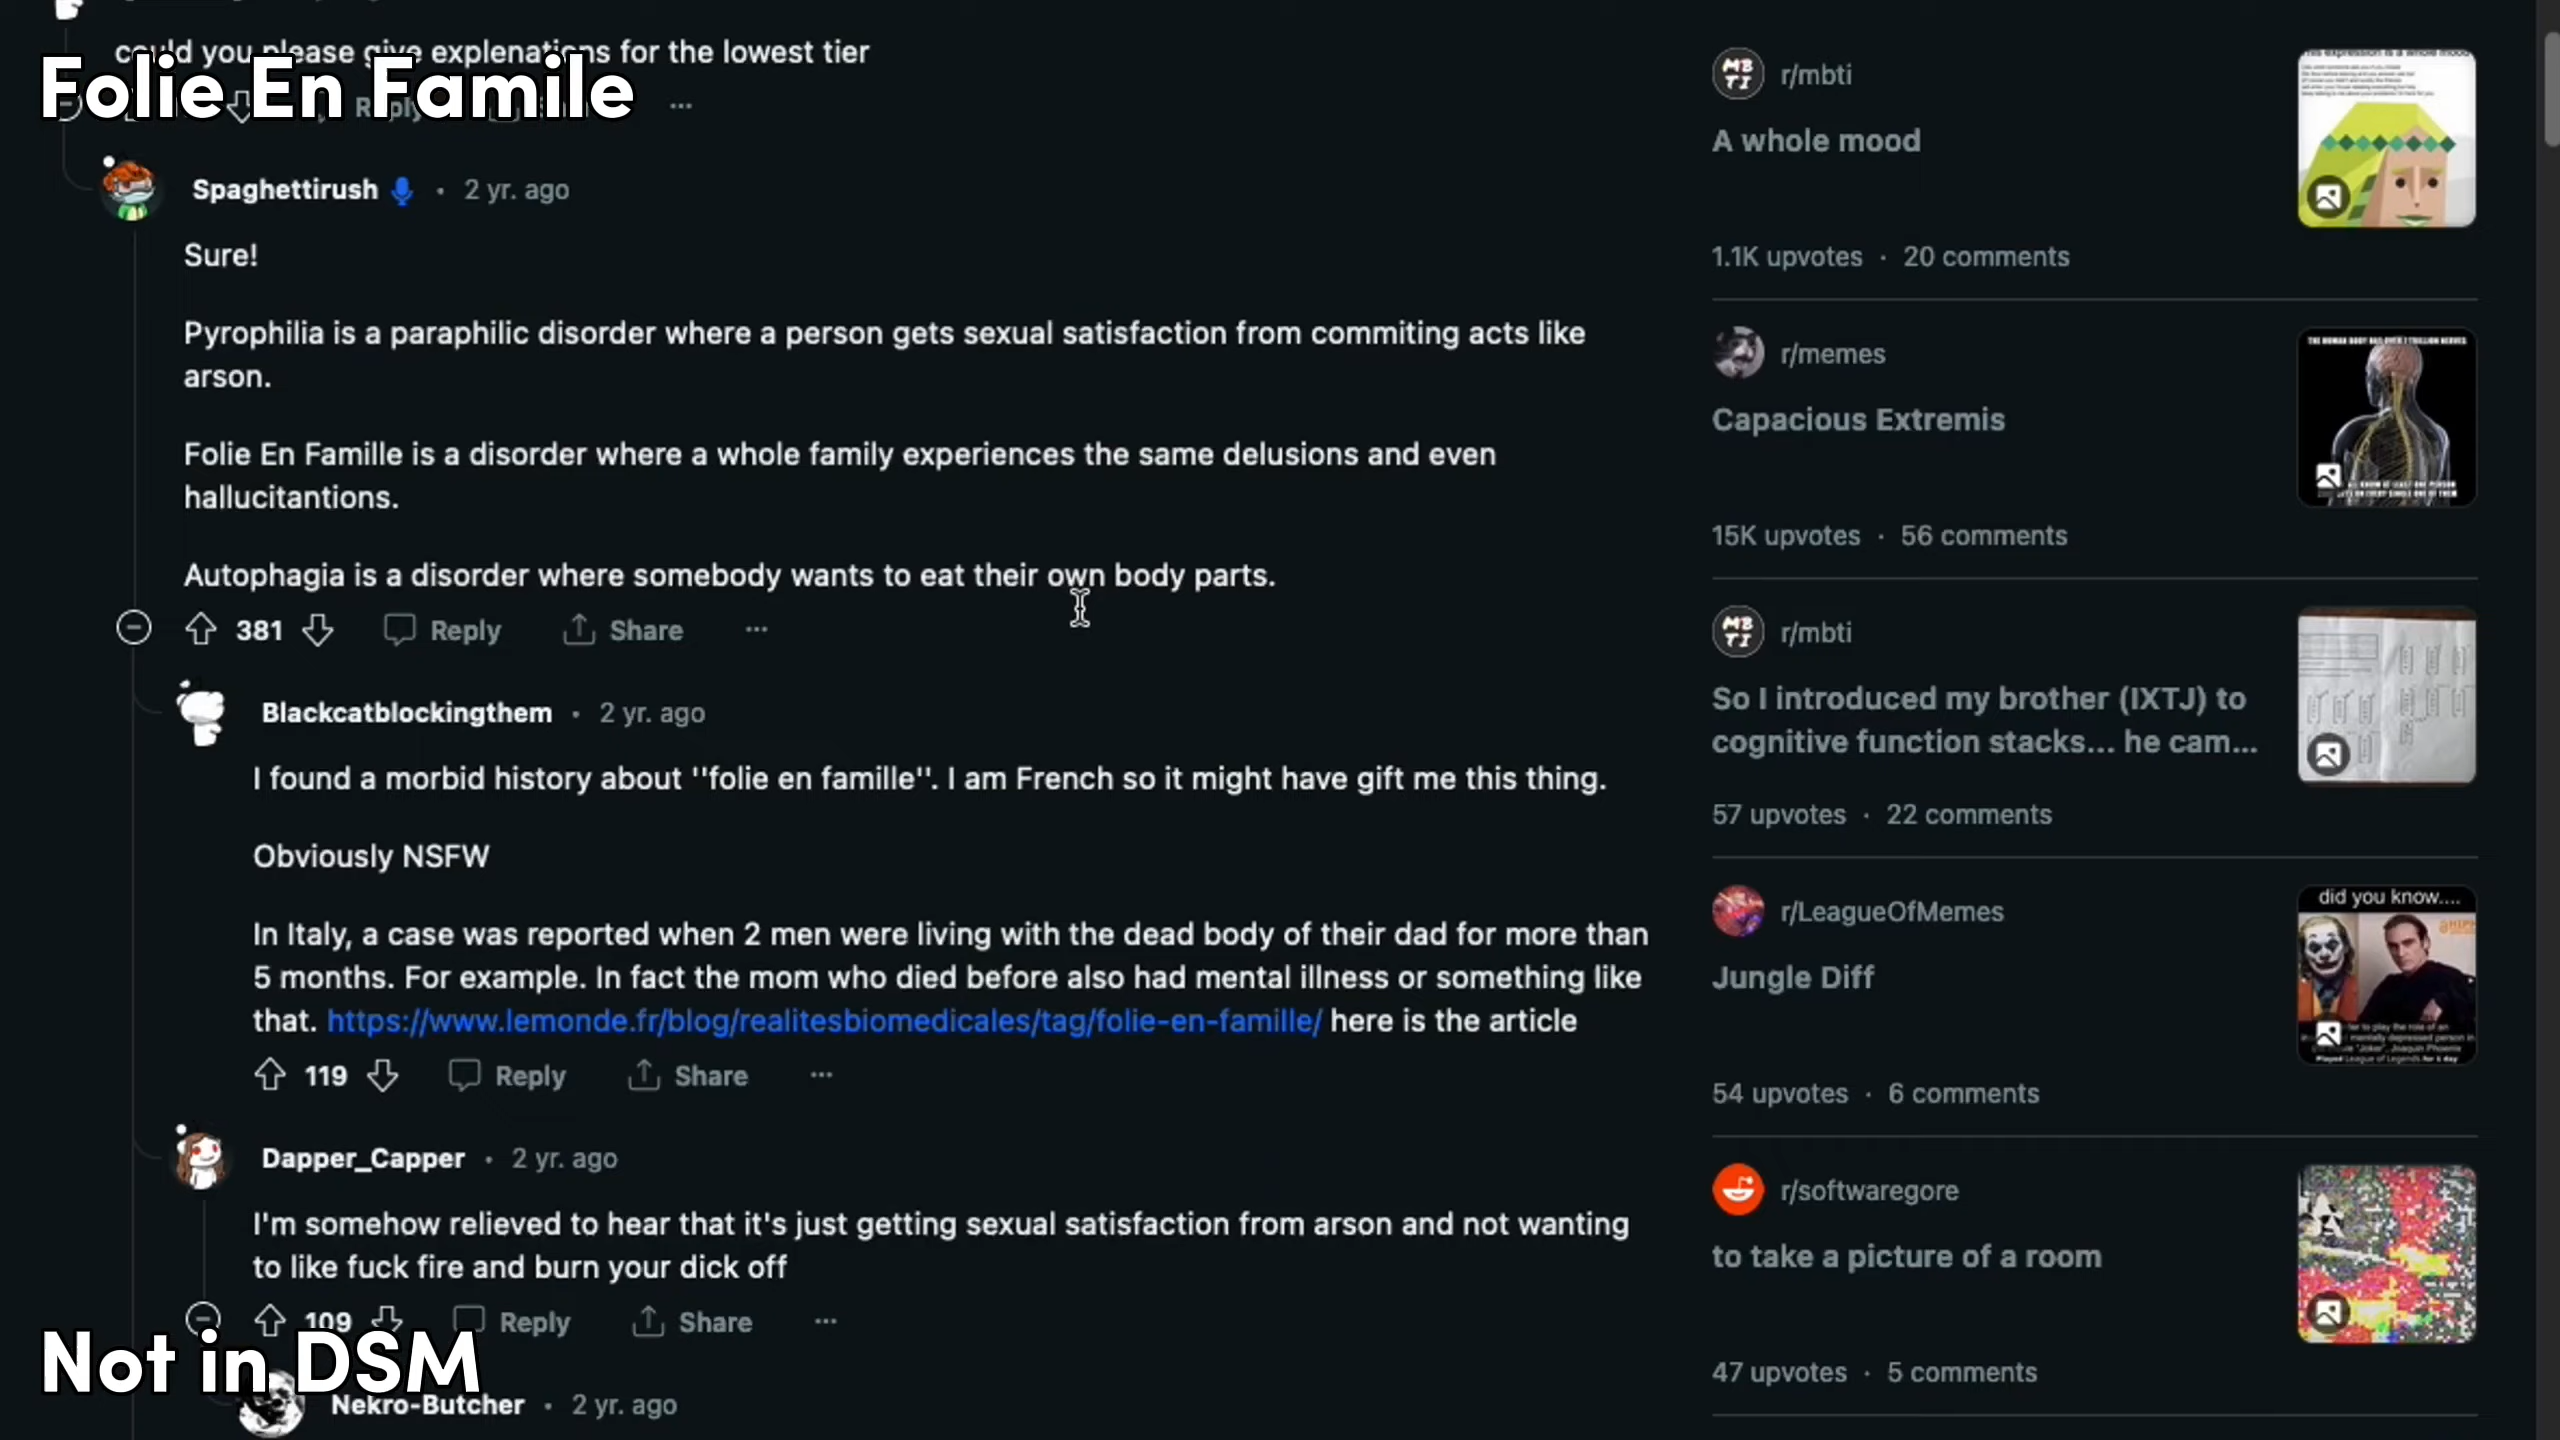 could you please give explenations for the lowest tier
Folie En Famile
Reply
Spaghettirush · 2 yr. ago
Sure!
Pyrophilia is a paraphilic disorder where a person gets sexual satisfaction from commiting acts like
arson.
Folie En Famille is a disorder where a whole family experiences the same delusions and even
hallucitantions.
Autophagia is a disorder where somebody wants to eat their own body parts.
381 Reply Share ...
Blackcatblockingthem · 2 yr. ago
I found a morbid history about ''folie en famille''. I am French so it might have gift me this thing.
Obviously NSFW
In Italy, a case was reported when 2 men were living with the dead body of their dad for more than
5 months. For example. In fact the mom who died before also had mental illness or something like
that. https://www.lemonde.fr/blog/realitesbiomedicales/tag/folie-en-famille/ here is the article
119 Reply Share ...
Dapper_Capper · 2 yr. ago
I'm somehow relieved to hear that it's just getting sexual satisfaction from arson and not wanting
to like fuck fire and burn your dick off
109 Reply Share ...
Not in DSM
Nekro-Butcher · 2 yr. ago
MB
TI
r/mbti
A whole mood
1.1K upvotes · 20 comments
r/memes
Capacious Extremis
15K upvotes · 56 comments
MB
TI
r/mbti
So I introduced my brother (IXTJ) to
cognitive function stacks... he cam...
57 upvotes · 22 comments
r/LeagueOfMemes
Jungle Diff
did you know....
54 upvotes · 6 comments
r/softwaregore
to take a picture of a room
47 upvotes · 5 comments